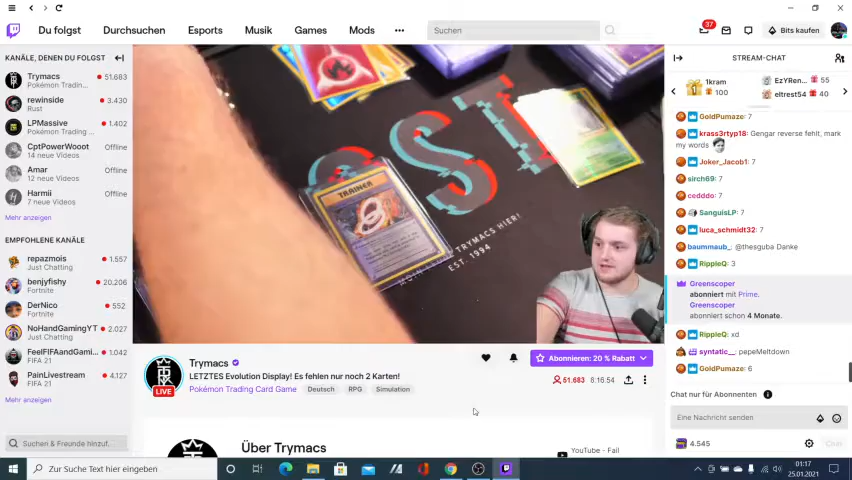 Du folgst
Durchsuchen
Esports
Musik
Games
Mods
Suchen
37
Bits kaufen
KANÄLE, DENEN DU FOLGST
Trymacs
51.683
Pokémon Tradin...
rewinside
3.430
Rust
LPMassive
1.402
Pokémon Trading ...
CptPowerWooot
Offline
14 neue Videos
Amar
Offline
12 neue Videos
Harmii
Offline
7 neue Videos
Mehr anzeigen
EMPFOHLENE KANÄLE
repazmois
1.557
Just Chatting
benjyfishy
20,206
Fortnite
DerNico
552
Fortnite
NoHandGamingYT
2.027
Just Chatting
FeelFIFAandGami...
1.042
FIFA 21
PainLivestream
4.127
FIFA 21
Mehr anzeigen
Suchen & Freunde hinzuf.
TRAINER
TRYMACS HIER!
EST. 1994
LIVE
Trymacs
LETZTES Evolution Display! Es fehlen nur noch 2 Karten!
Pokémon Trading Card Game
Deutsch
RPG
Simulation
Abonnieren: 20 % Rabatt
51.683
8:16:54
Über Trymacs
YouTube - Fail
STREAM-CHAT
1kram
100
EzYRen...
55
eltrest54
40
GoldPumaze: 7
krass3rtyp18: Gengar reverse fehlt, mark
my words
Joker_Jacob1: 7
sirch69: 7
cedddo: 7
SanguisLP: 7
luca_schmidt32: 7
baummaub_: @thesguba Danke
RippleQ: 3
Greenscoper
abonniert mit Prime.
Greenscoper
abonniert schon 4 Monate.
RippleQ: xd
syntatic_: pepeMeltdown
GoldPumaze: 6
Chat nur für Abonnenten
Eine Nachricht senden
4.545
Chat
Zur Suche Text hier eingeben
01:17
25.01.2021